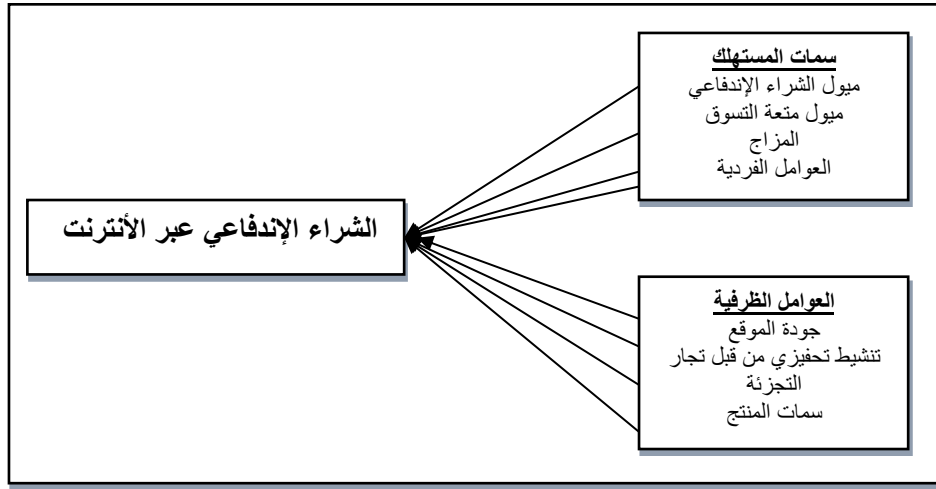 سمات المستهلك
ميول الشراء الإندفاعي
ميول متعة التسوق
المزاج
العوامل الفردية
الشراء الإندفاعي عبر الأنترنت
العوامل الظرفية
جودة الموقع
تنشيط تحفيزي من قبل تجار
التجزئة
سمات المنتج